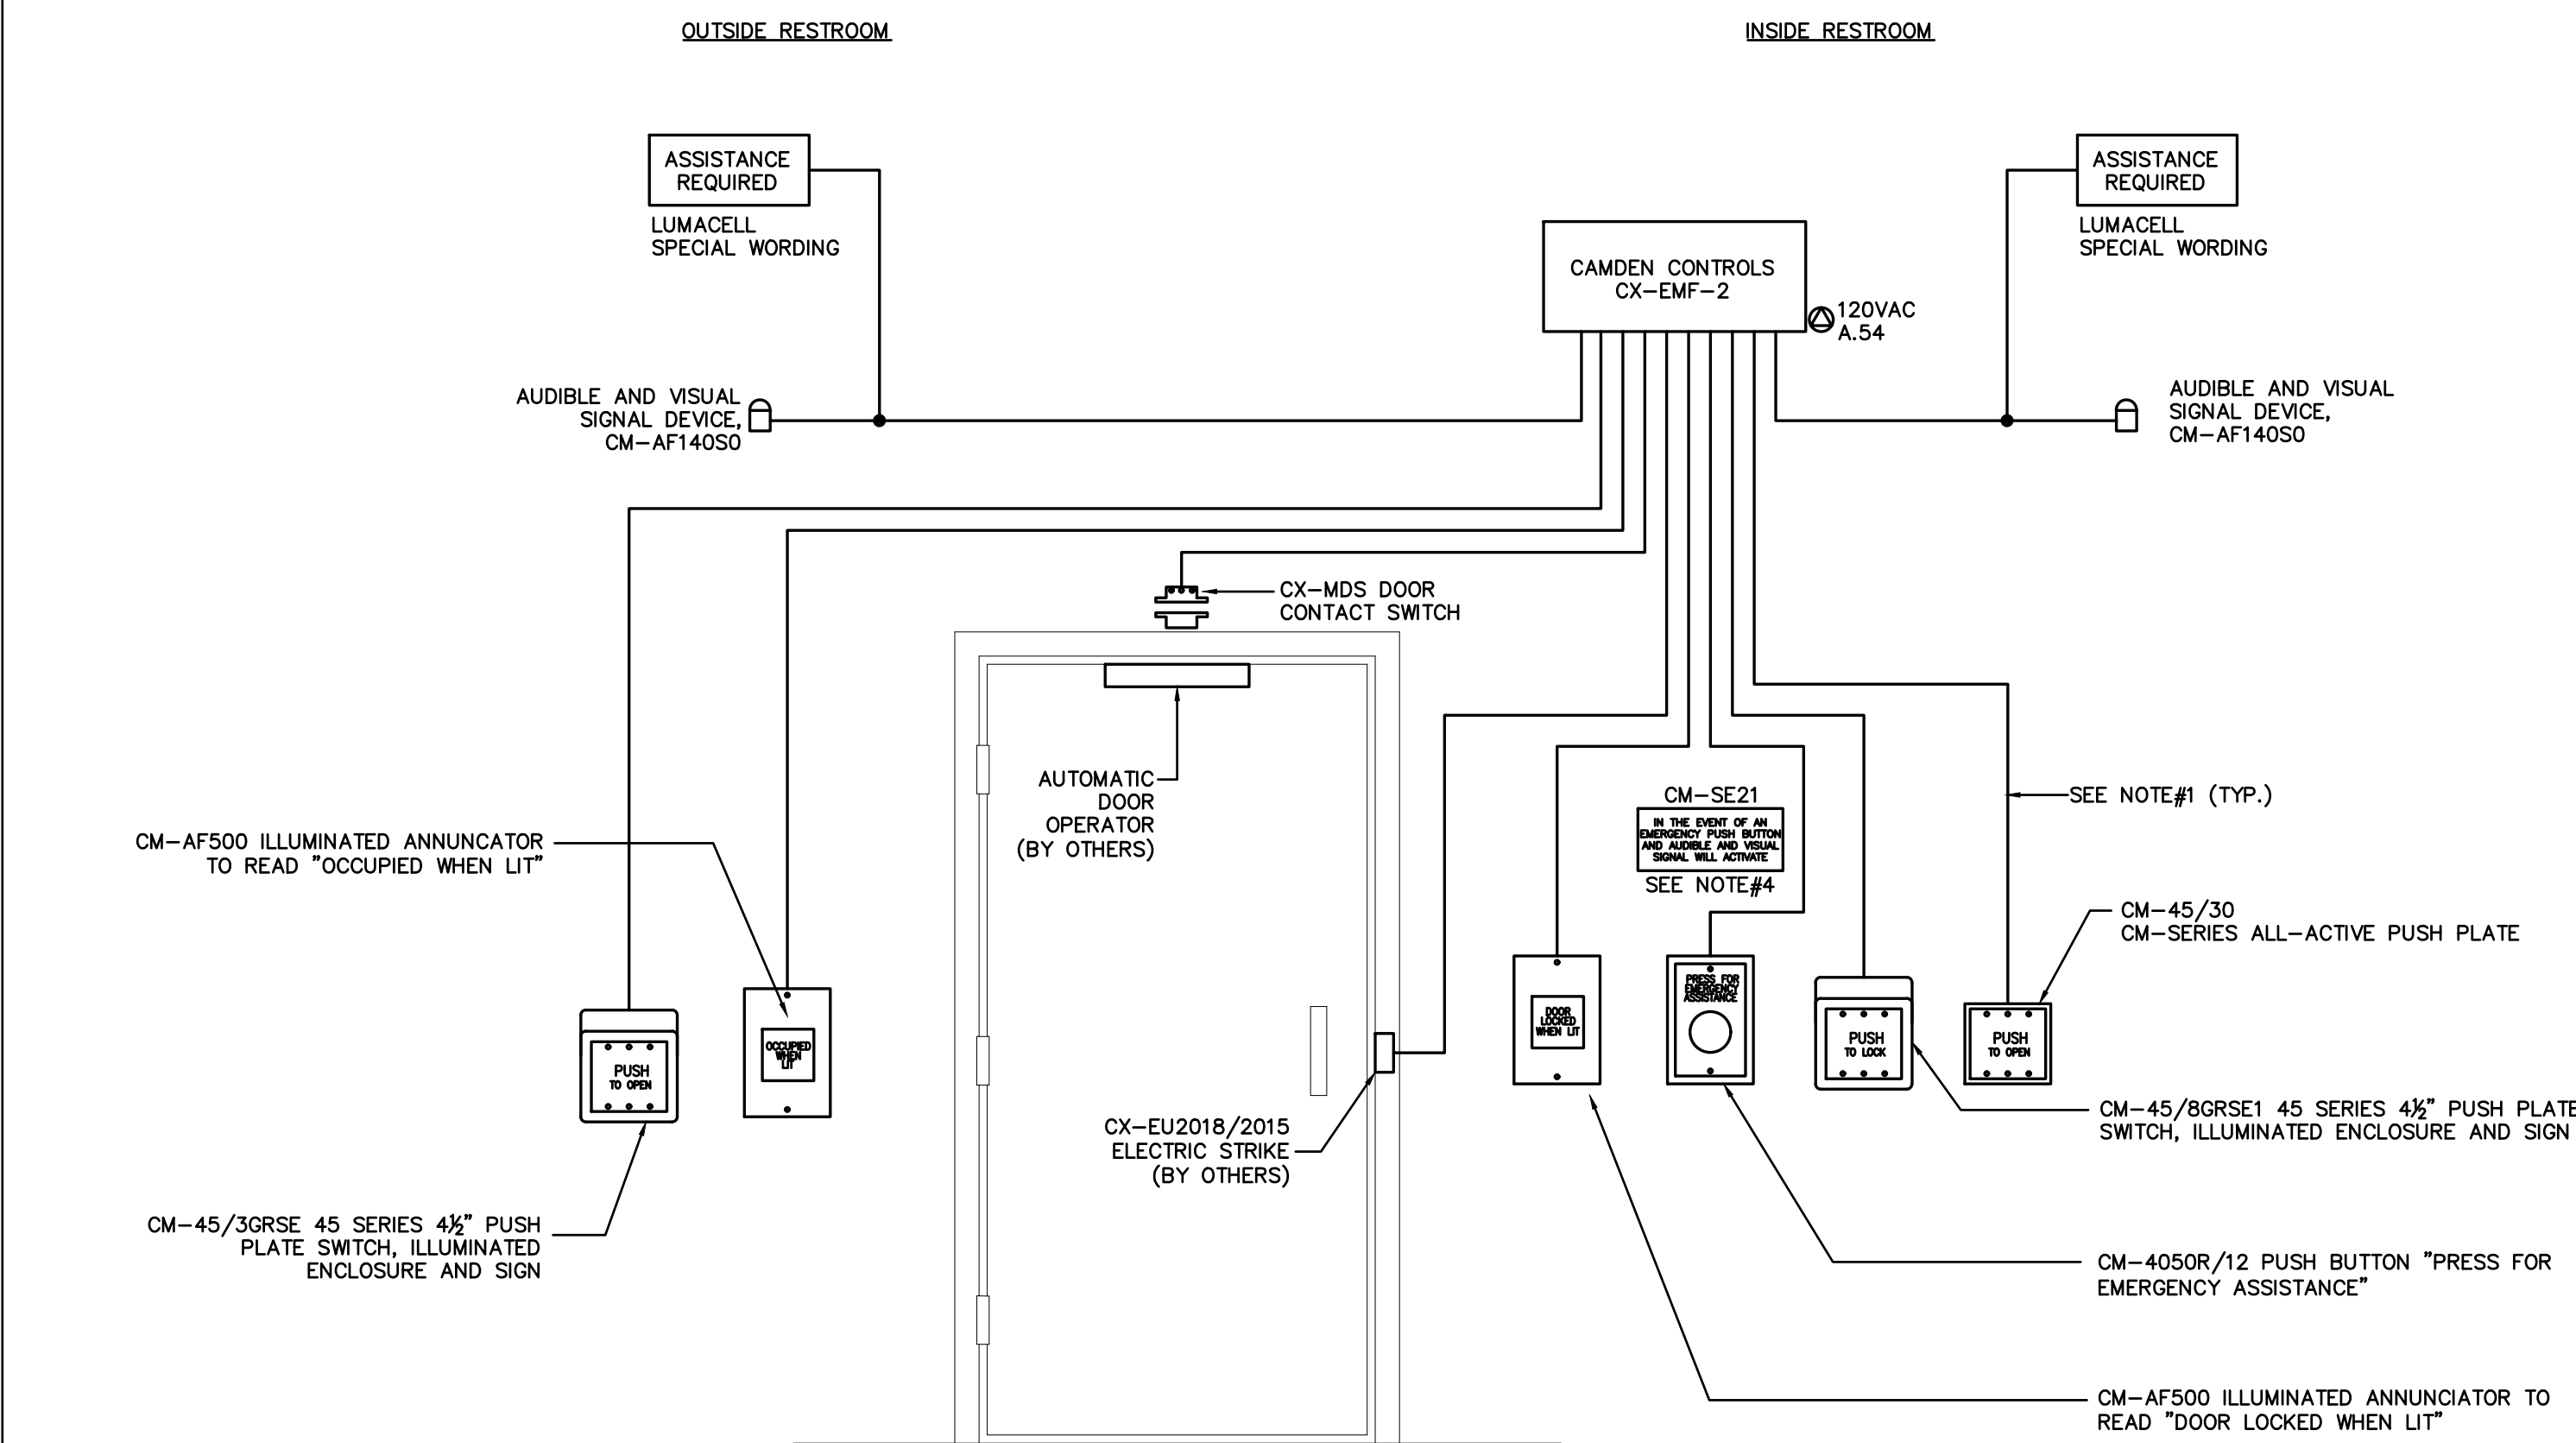 OUTSIDE RESTROOM
INSIDE RESTROOM
ASSISTANCE
REQUIRED
LUMACELL
SPECIAL WORDING
ASSISTANCE
REQUIRED
LUMACELL
SPECIAL WORDING
CAMDEN CONTROLS
CX-EMF-2
120VAC
A.54
AUDIBLE AND VISUAL
SIGNAL DEVICE,
CM-AF140SO
AUDIBLE AND VISUAL
SIGNAL DEVICE,
CM-AF140SO
CX-MDS DOOR
CONTACT SWITCH
AUTOMATIC
DOOR
OPERATOR
(BY OTHERS)
CM-SE21
IN THE EVENT OF AN
EMERGENCY PUSH BUTTON
AND AUDIBLE AND VISUAL
SIGNAL WILL ACTIVATE
SEE NOTE#4
SEE NOTE#1 (TYP.)
CM-AF500 ILLUMINATED ANNUNCATOR
TO READ "OCCUPIED WHEN LIT"
CM-45/30
CM-SERIES ALL-ACTIVE PUSH PLATE
PUSH
TO OPEN
OCCUPIED
WHEN
LIT
DOOR
LOCKED
WHEN LIT
PRESS FOR
EMERGENCY
ASSISTANCE
PUSH
TO LOCK
PUSH
TO OPEN
CX-EU2018/2015
ELECTRIC STRIKE
(BY OTHERS)
CM-45/8GRSE1 45 SERIES 4½" PUSH PLATE
SWITCH, ILLUMINATED ENCLOSURE AND SIGN
CM-45/3GRSE 45 SERIES 4½" PUSH
PLATE SWITCH, ILLUMINATED
ENCLOSURE AND SIGN
CM-4050R/12 PUSH BUTTON "PRESS FOR
EMERGENCY ASSISTANCE"
CM-AF500 ILLUMINATED ANNUNCIATOR TO
READ "DOOR LOCKED WHEN LIT"